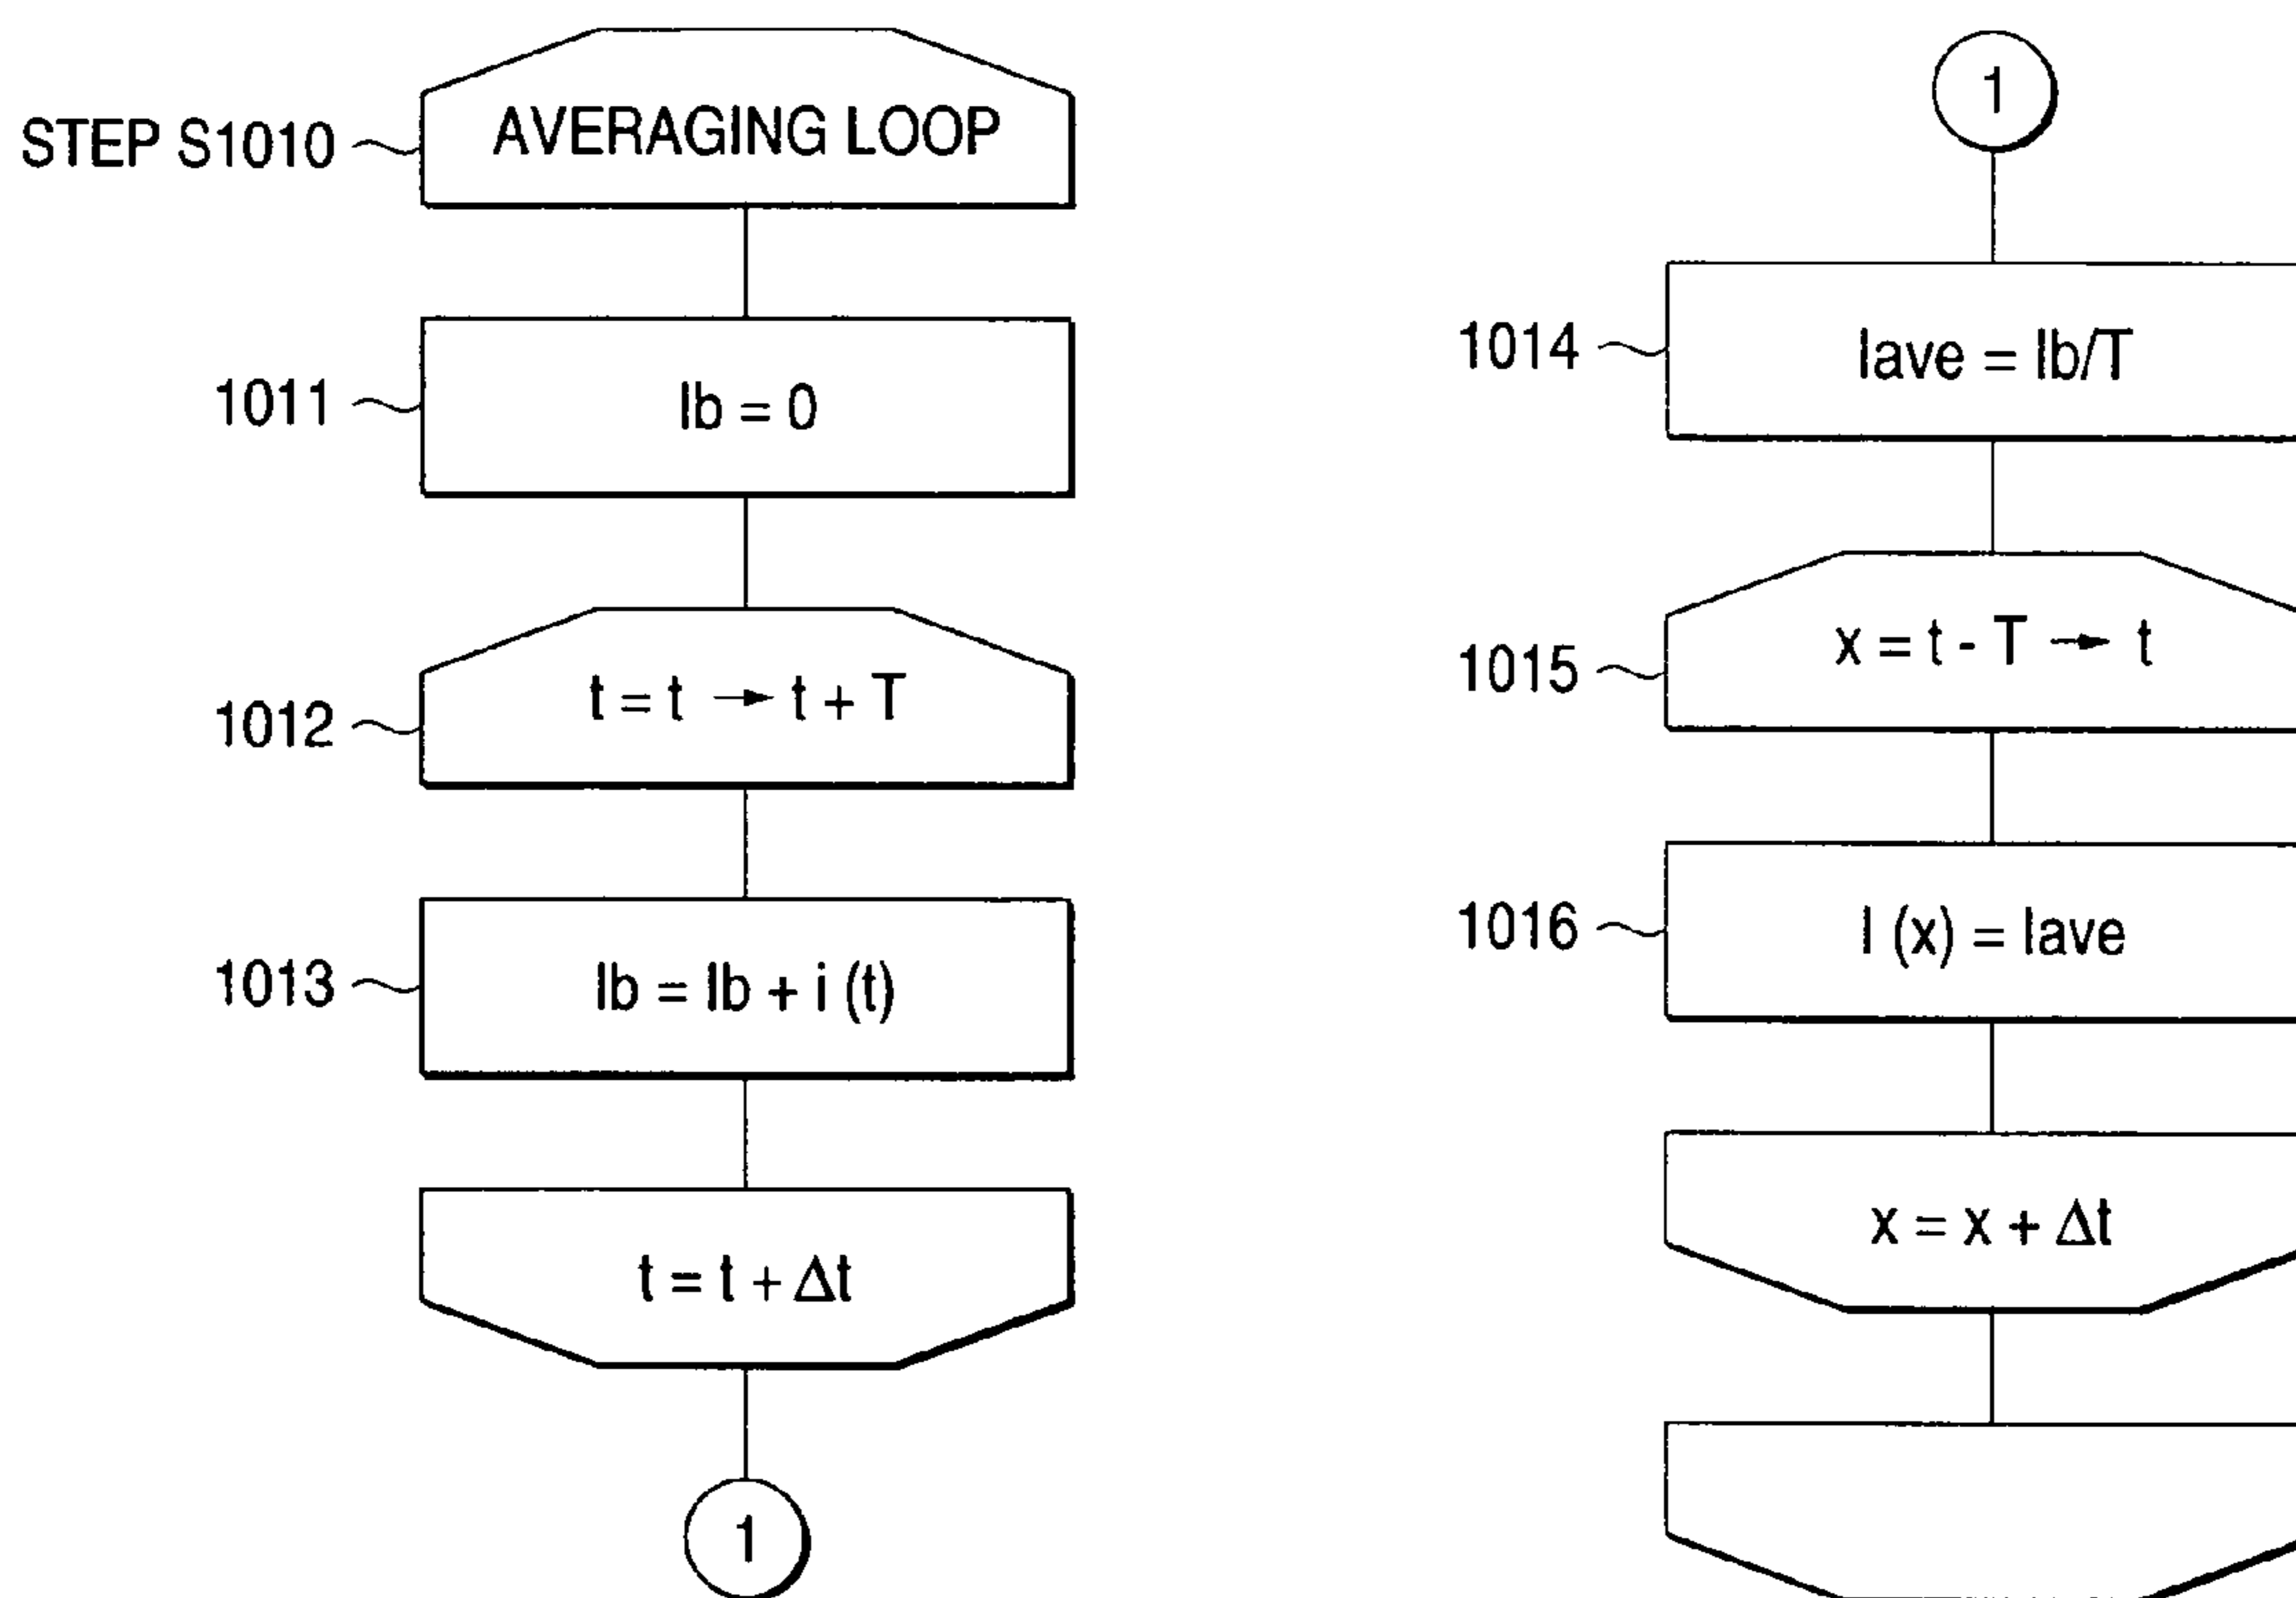 STEP S1010
AVERAGING LOOP
1011
Ib = 0
1012
t = t → t + T
1013
Ib = Ib + i (t)
t = t + Δt
1
1
1014
Iave = Ib/T
1015
x = t - T → t
1016
I (x) = Iave
x = x + Δt